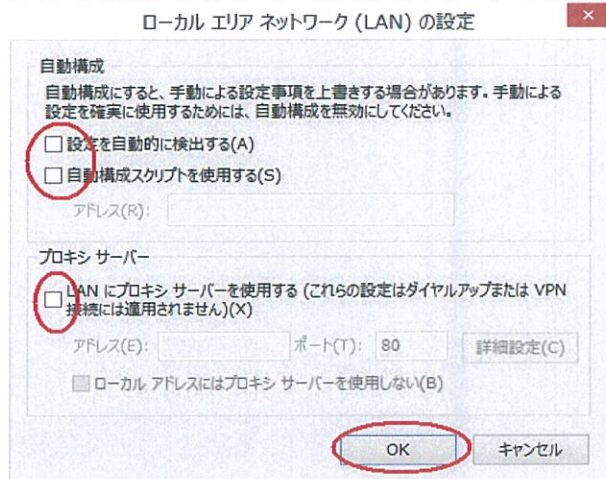 ローカル エリア ネットワーク (LAN) の設定
自動構成
自動構成にすると、手動による設定事項を上書きする場合があります。手動による
設定を確実に使用するためには、自動構成を無効にしてください。
設定を自動的に検出する(A)
自動構成スクリプトを使用する(S)
アドレス(R):
プロキシ サーバー
LAN にプロキシ サーバーを使用する (これらの設定はダイヤルアップまたは VPN
接続には適用されません)(X)
アドレス(E): ポート(T): 80 詳細設定(C)
ローカル アドレスにはプロキシ サーバーを使用しない(B)
OK キャンセル